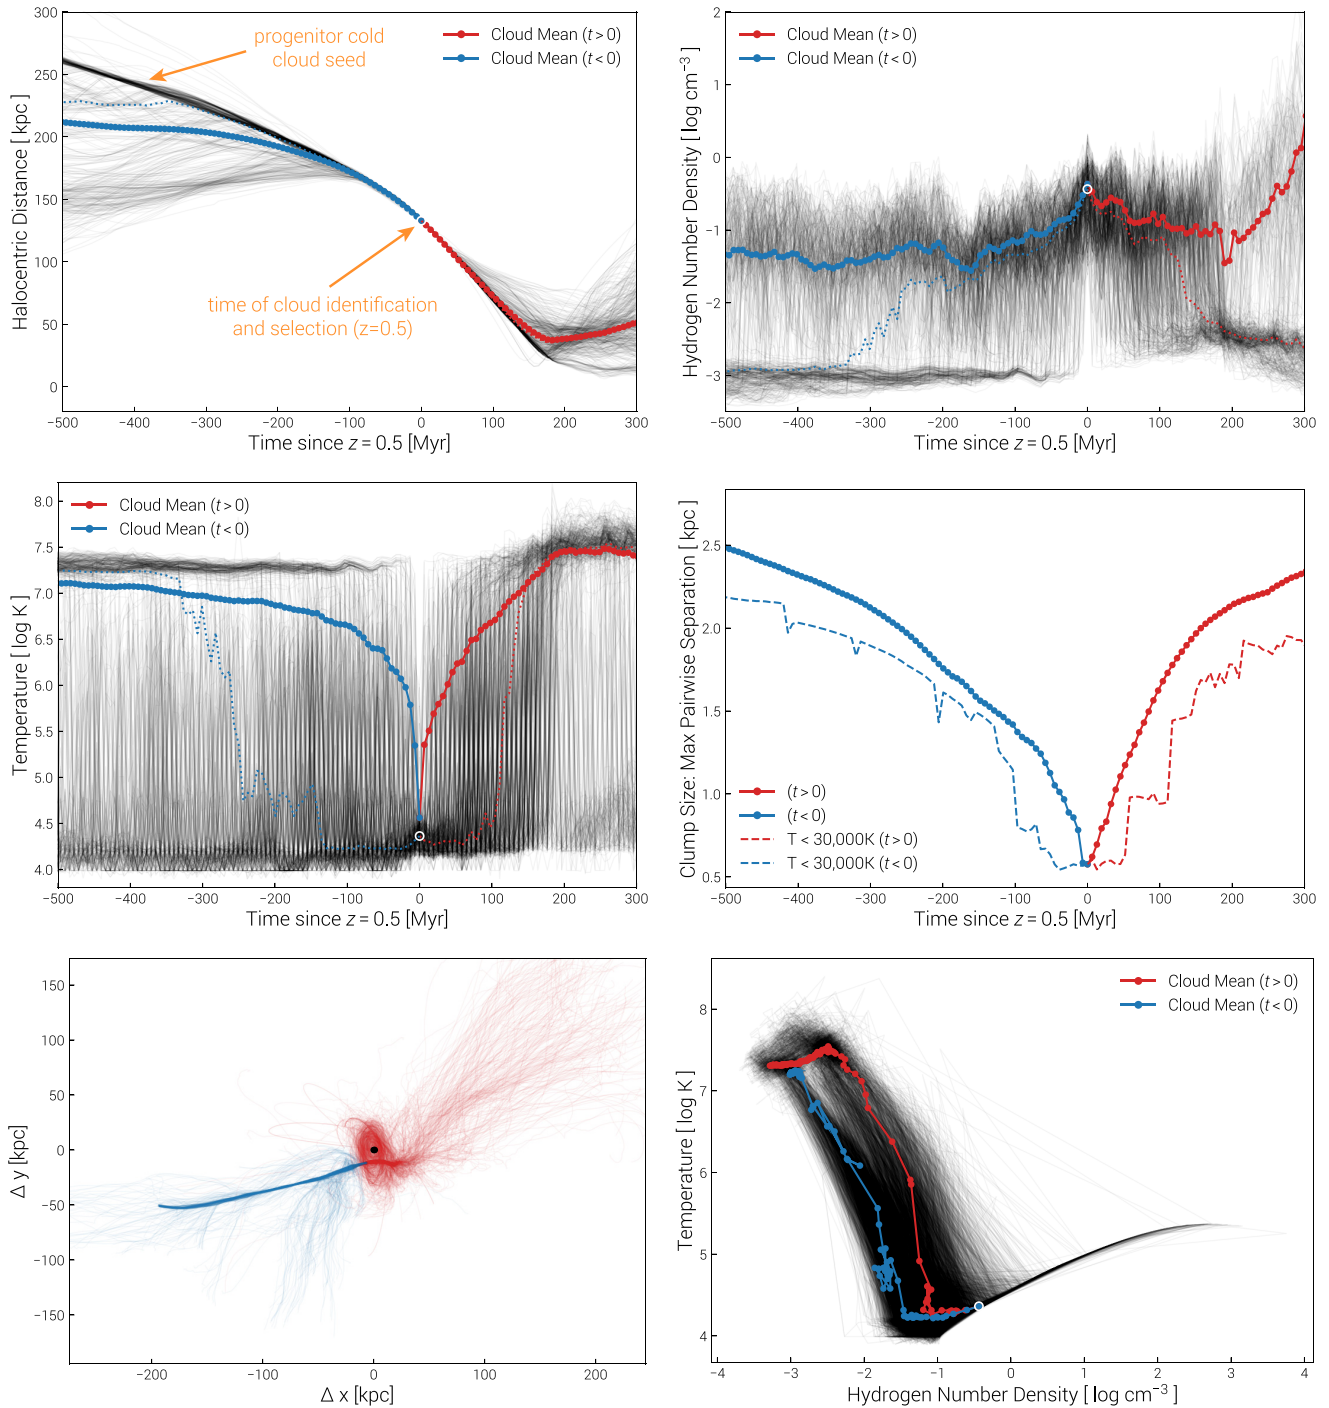 300
250
200
150
100
50
0
Halocentric Distance [ kpc ]
progenitor cold
cloud seed
Cloud Mean (t > 0)
Cloud Mean (t < 0)
time of cloud identification
and selection (z=0.5)
−500 −400 −300 −200 −100 0 100 200 300
Time since z = 0.5 [Myr]
2
1
0
−1
−2
−3
Hydrogen Number Density [ log cm⁻³ ]
Cloud Mean (t > 0)
Cloud Mean (t < 0)
−500 −400 −300 −200 −100 0 100 200 300
Time since z = 0.5 [Myr]
8.0
7.5
7.0
6.5
6.0
5.5
5.0
4.5
4.0
Temperature [ log K ]
Cloud Mean (t > 0)
Cloud Mean (t < 0)
−500 −400 −300 −200 −100 0 100 200 300
Time since z = 0.5 [Myr]
2.5
2.0
1.5
1.0
0.5
Clump Size: Max Pairwise Separation [ kpc ]
(t > 0)
(t < 0)
T < 30,000K (t > 0)
T < 30,000K (t < 0)
−500 −400 −300 −200 −100 0 100 200 300
Time since z = 0.5 [Myr]
150
100
50
0
−50
−100
−150
Δ y [kpc]
−200 −100 0 100 200
Δ x [kpc]
8
7
6
5
4
Temperature [ log K ]
Cloud Mean (t > 0)
Cloud Mean (t < 0)
−4 −3 −2 −1 0 1 2 3 4
Hydrogen Number Density [ log cm⁻³ ]